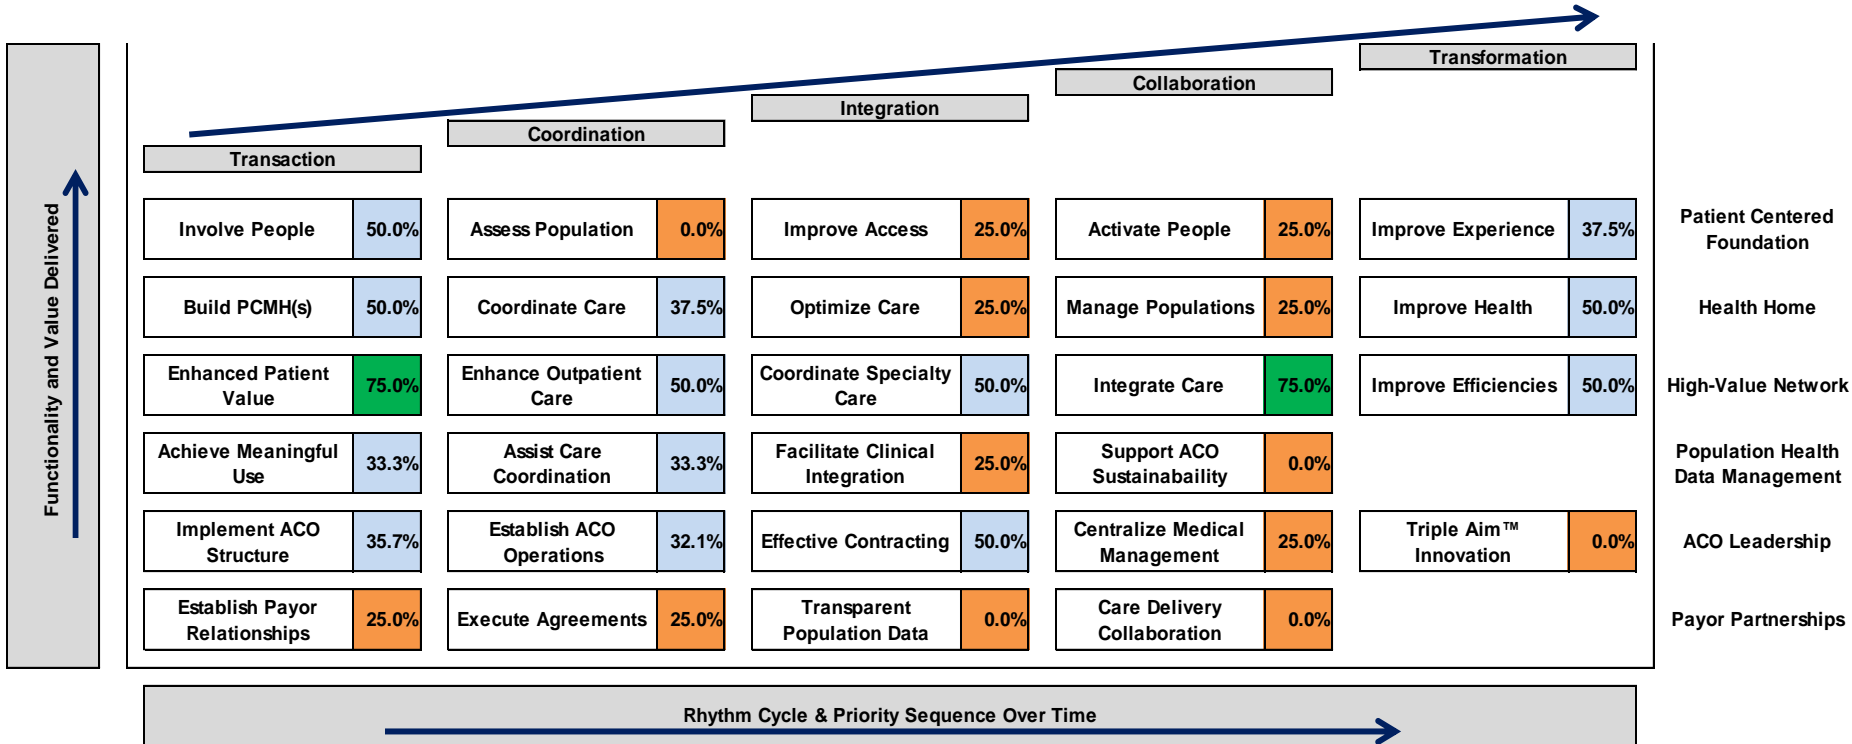 Transformation
Collaboration
Integration
Coordination
Transaction
Functionality and Value Delivered
Involve People 50.0%
Assess Population 0.0%
Improve Access 25.0%
Activate People 25.0%
Improve Experience 37.5%
Patient Centered
Foundation
Build PCMH(s) 50.0%
Coordinate Care 37.5%
Optimize Care 25.0%
Manage Populations 25.0%
Improve Health 50.0%
Health Home
Enhanced Patient
Value 75.0%
Enhance Outpatient
Care 50.0%
Coordinate Specialty
Care 50.0%
Integrate Care 75.0%
Improve Efficiencies 50.0%
High-Value Network
Achieve Meaningful
Use 33.3%
Assist Care
Coordination 33.3%
Facilitate Clinical
Integration 25.0%
Support ACO
Sustainabaility 0.0%
Population Health
Data Management
Implement ACO
Structure 35.7%
Establish ACO
Operations 32.1%
Effective Contracting 50.0%
Centralize Medical
Management 25.0%
Triple Aim™
Innovation 0.0%
ACO Leadership
Establish Payor
Relationships 25.0%
Execute Agreements 25.0%
Transparent
Population Data 0.0%
Care Delivery
Collaboration 0.0%
Payor Partnerships
Rhythm Cycle & Priority Sequence Over Time